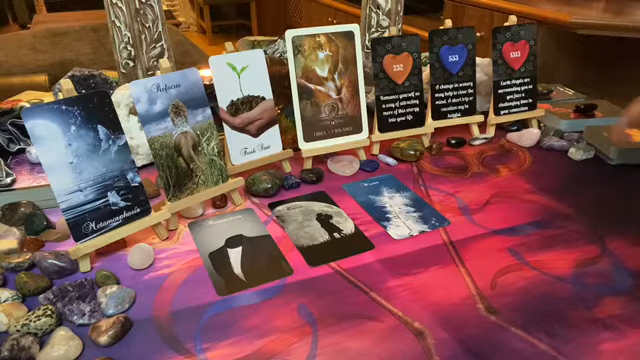 Metamorphosis
Refocus
Fresh Start
LIBRA
232
Romance yourself as
a way of attracting
more of this energy
into your life
533
A change in scenery
may help to clear the
mind. A short trip or
vacation may be
helpful.
1313
Earth Angels are
surrounding you as
you face a
challenging time in
your connection